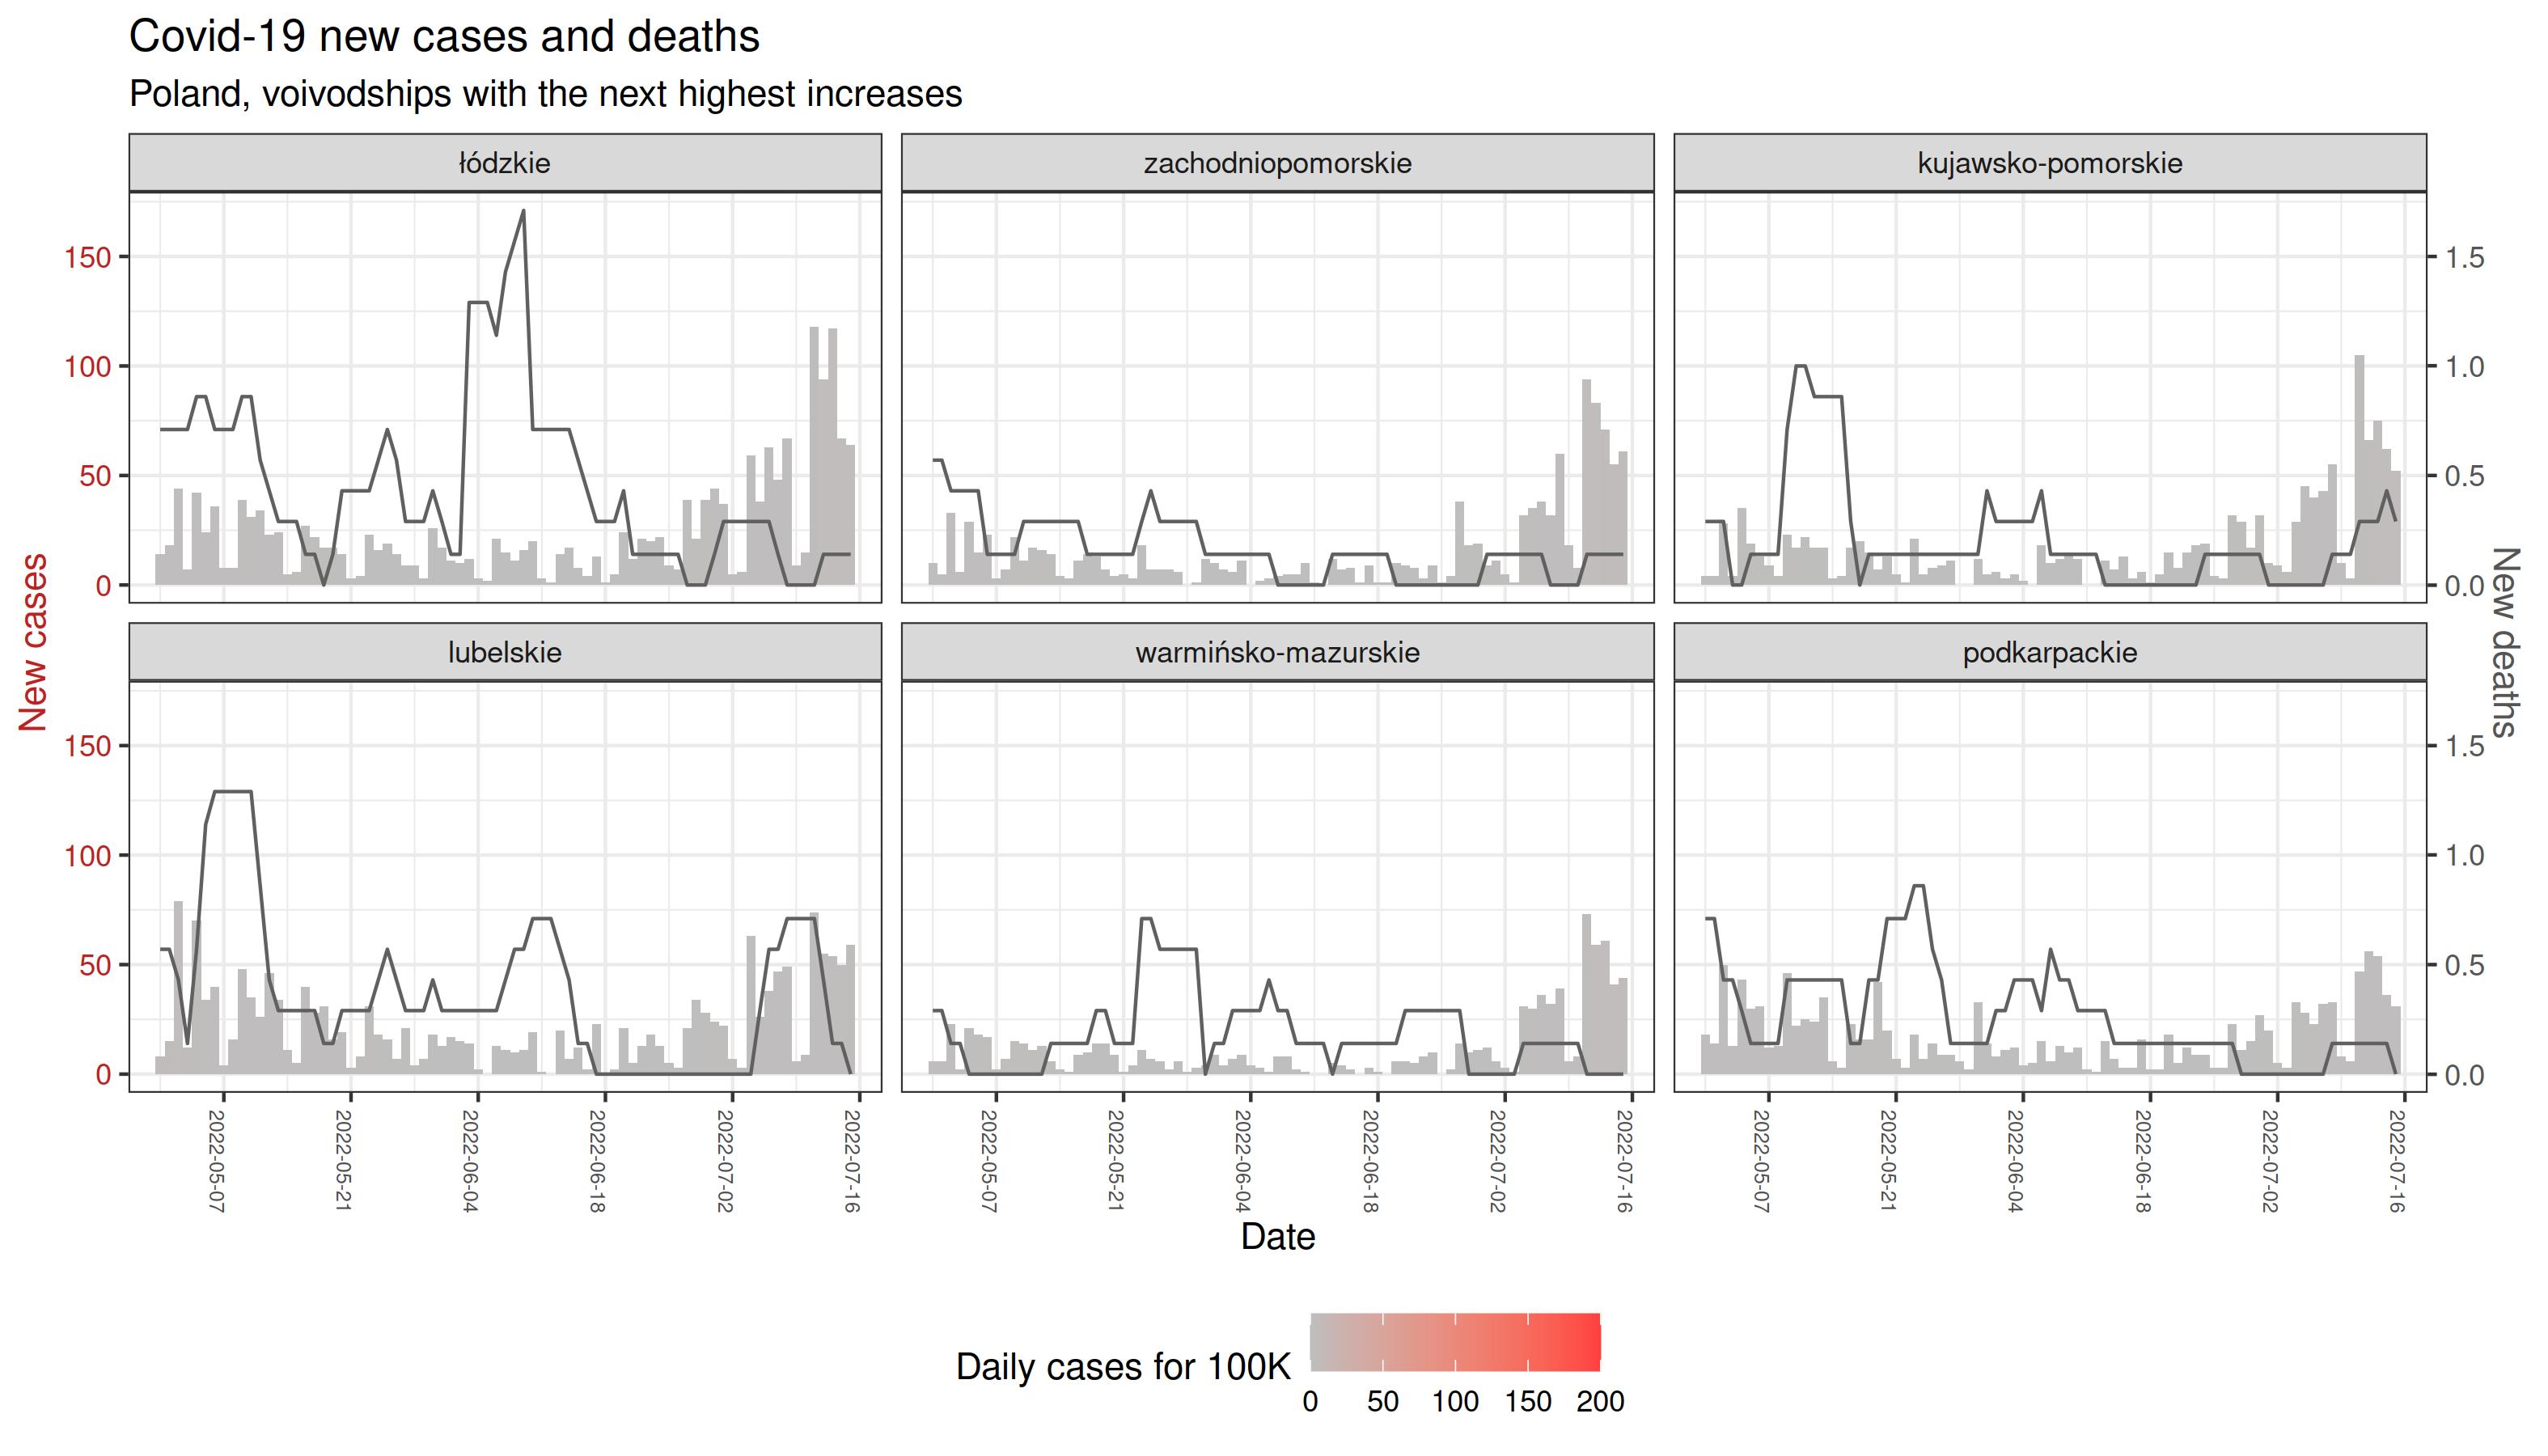 Covid-19 new cases and deaths
Poland, voivodships with the next highest increases
łódzkie
zachodniopomorskie
kujawsko-pomorskie
150
100
50
0
1.5
1.0
0.5
0.0
New cases
New deaths
lubelskie
warmińsko-mazurskie
podkarpackie
150
100
50
0
1.5
1.0
0.5
0.0
2022-05-07
2022-05-21
2022-06-04
2022-06-18
2022-07-02
2022-07-16
2022-05-07
2022-05-21
2022-06-04
2022-06-18
2022-07-02
2022-07-16
2022-05-07
2022-05-21
2022-06-04
2022-06-18
2022-07-02
2022-07-16
Date
Daily cases for 100K
0 50 100 150 200